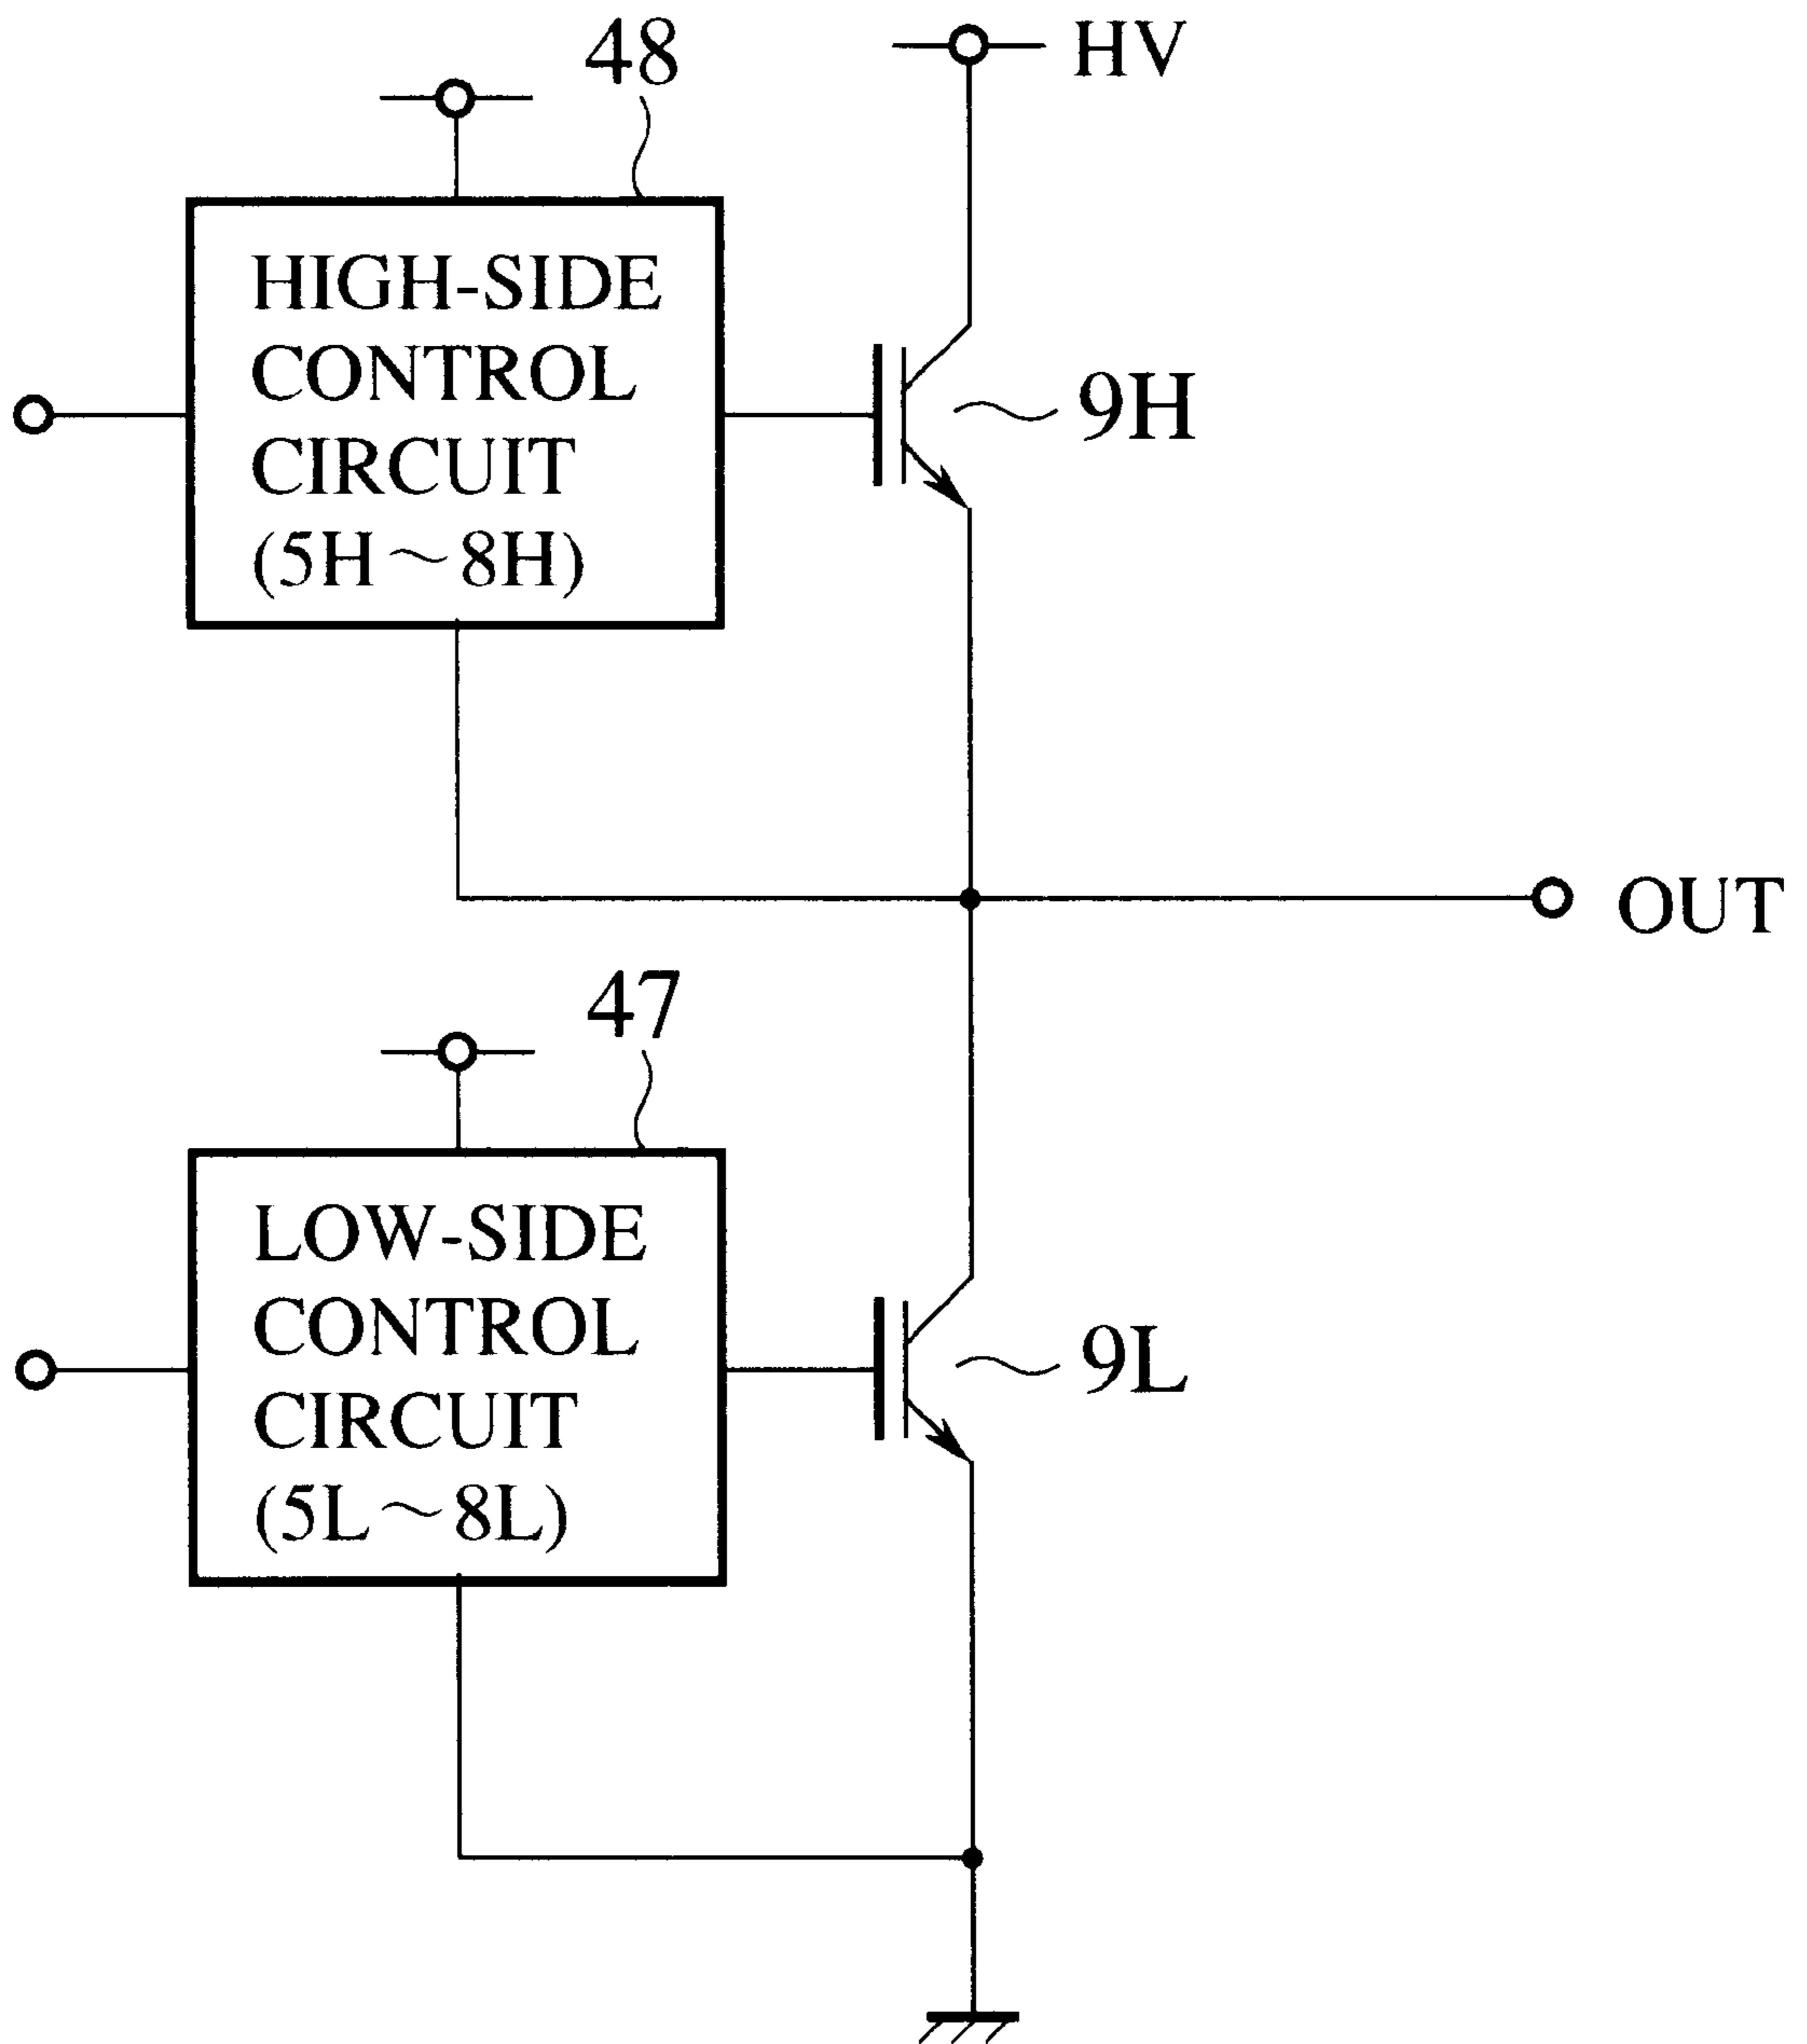 48
HV
HIGH-SIDE
CONTROL
CIRCUIT
(5H～8H)
9H
OUT
47
LOW-SIDE
CONTROL
CIRCUIT
(5L～8L)
9L